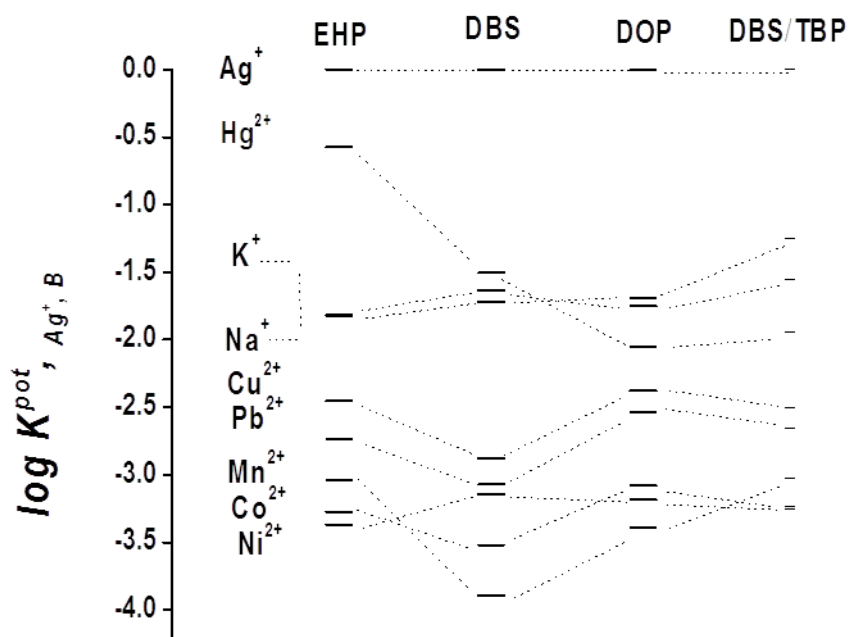 EHP DBS DOP DBS/TBP
0.0 Ag⁺
-0.5 Hg²⁺
-1.0
-1.5 K⁺
-2.0 Na⁺
-2.5 Cu²⁺
Pb²⁺
-3.0 Mn²⁺
Co²⁺
-3.5 Ni²⁺
-4.0
log K^pot, Ag⁺, B